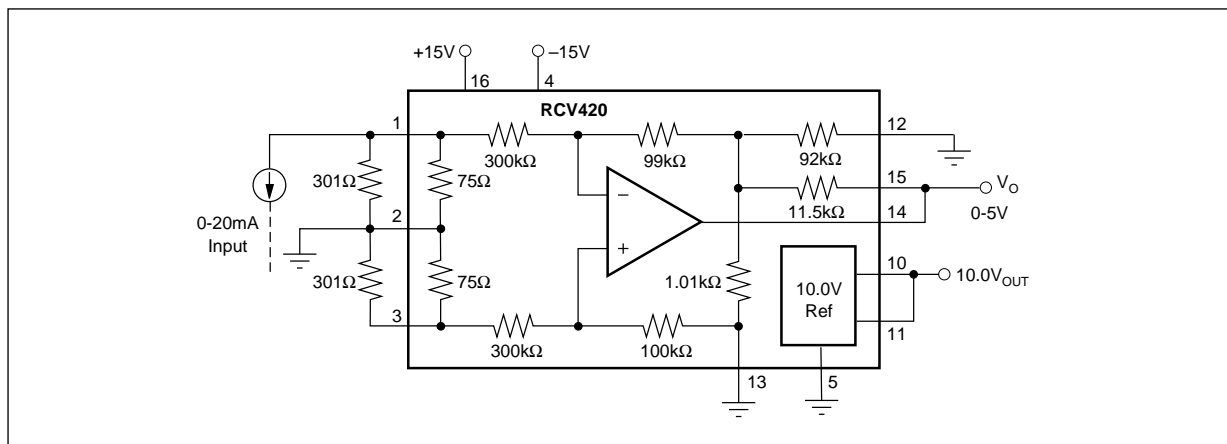 +15V
–15V
16
4
RCV420
1
12
300kΩ
99kΩ
92kΩ
301Ω
75Ω
15
V_O
0-20mA
Input
2
11.5kΩ
14
0-5V
10
10.0V_OUT
301Ω
75Ω
1.01kΩ
10.0V
Ref
3
11
300kΩ
100kΩ
13
5
–
+